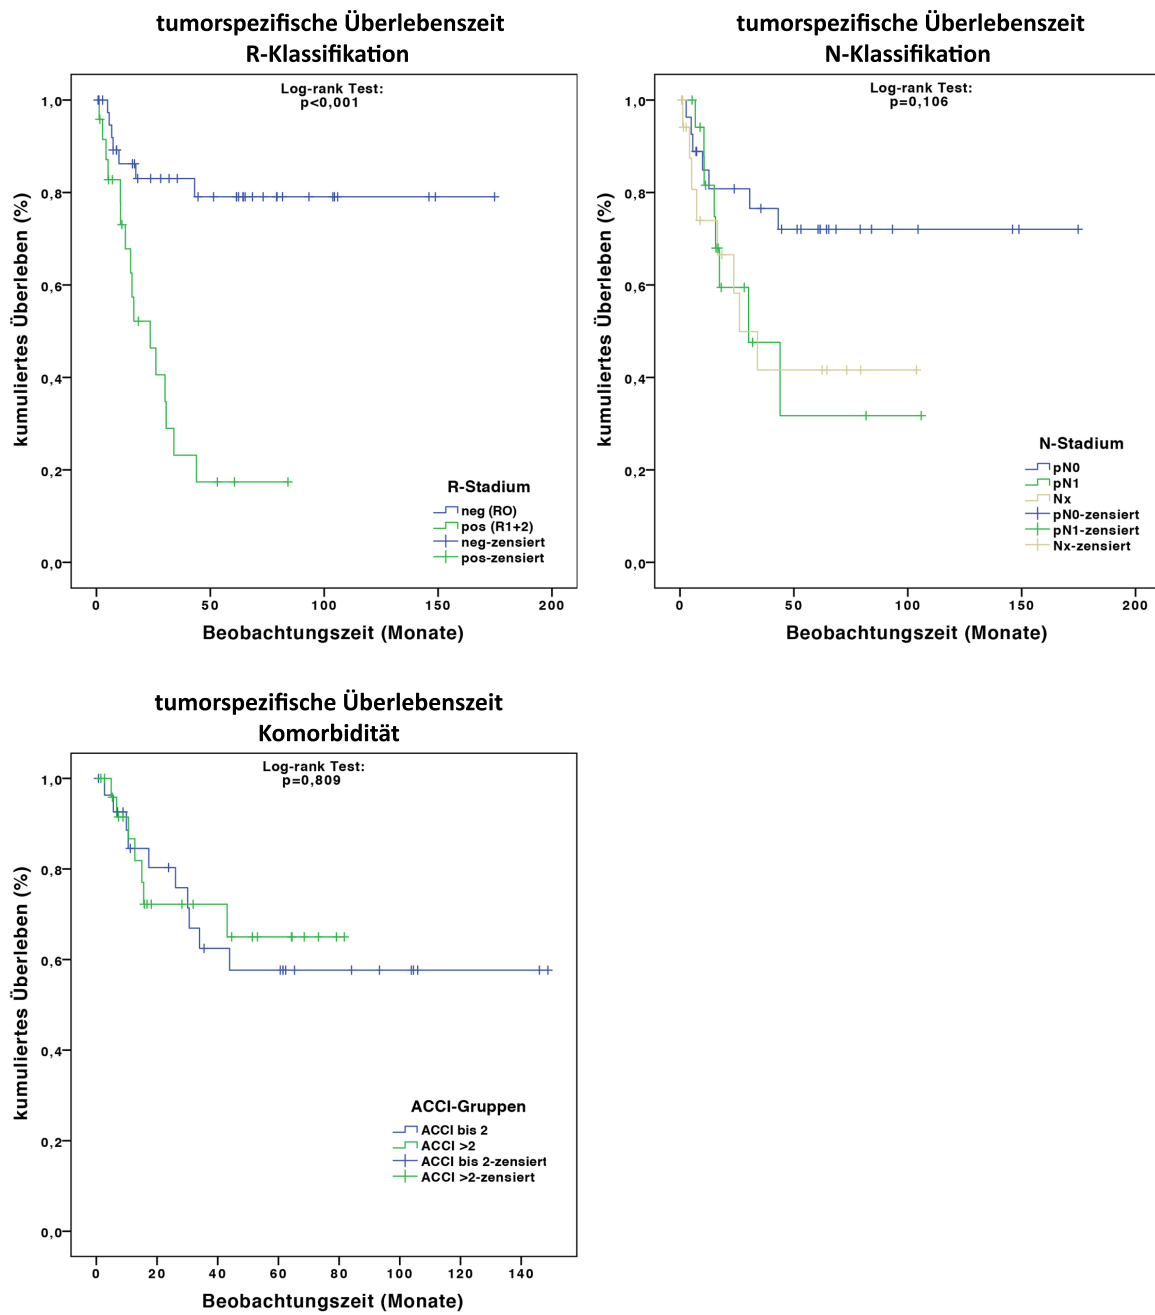 tumorspezifische Überlebenszeit
R-Klassifikation
Log-rank Test:
p<0,001
kumuliertes Überleben (%)
1,0
0,8
0,6
0,4
0,2
0,0
R-Stadium
neg (RO)
pos (R1+2)
neg-zensiert
pos-zensiert
0 50 100 150 200
Beobachtungszeit (Monate)
tumorspezifische Überlebenszeit
N-Klassifikation
Log-rank Test:
p=0,106
kumuliertes Überleben (%)
1,0
0,8
0,6
0,4
0,2
0,0
N-Stadium
pN0
pN1
Nx
pN0-zensiert
pN1-zensiert
Nx-zensiert
0 50 100 150 200
Beobachtungszeit (Monate)
tumorspezifische Überlebenszeit
Komorbidität
Log-rank Test:
p=0,809
kumuliertes Überleben (%)
1,0
0,8
0,6
0,4
0,2
0,0
ACCI-Gruppen
ACCI bis 2
ACCI >2
ACCI bis 2-zensiert
ACCI >2-zensiert
0 20 40 60 80 100 120 140
Beobachtungszeit (Monate)